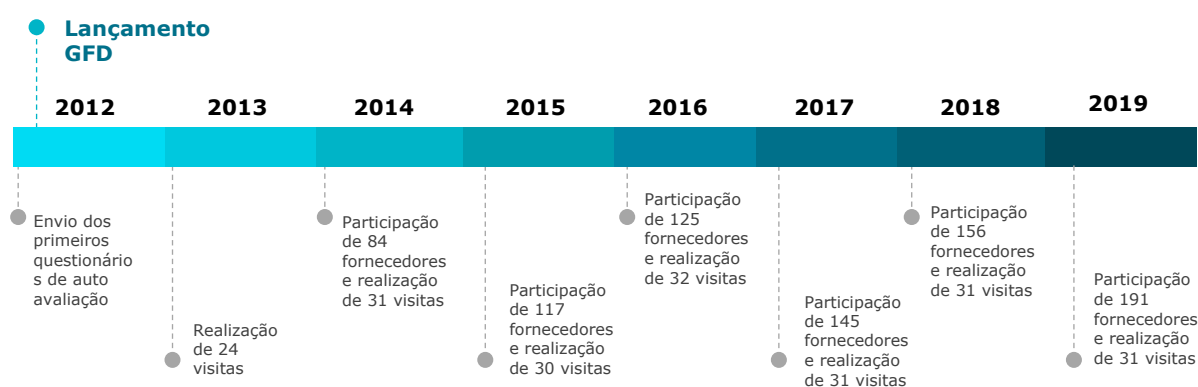 Lançamento
GFD
2012
2013
2014
2015
2016
2017
2018
2019
Envio dos
primeiros
questionário
s de auto
avaliação
Realização
de 24
visitas
Participação
de 84
fornecedores
e realização
de 31 visitas
Participação
de 117
fornecedores
e realização
de 30 visitas
Participação
de 125
fornecedores
e realização
de 32 visitas
Participação
de 145
fornecedores
e realização
de 31 visitas
Participação
de 156
fornecedores
e realização
de 31 visitas
Participação
de 191
fornecedores
e realização
de 31 visitas